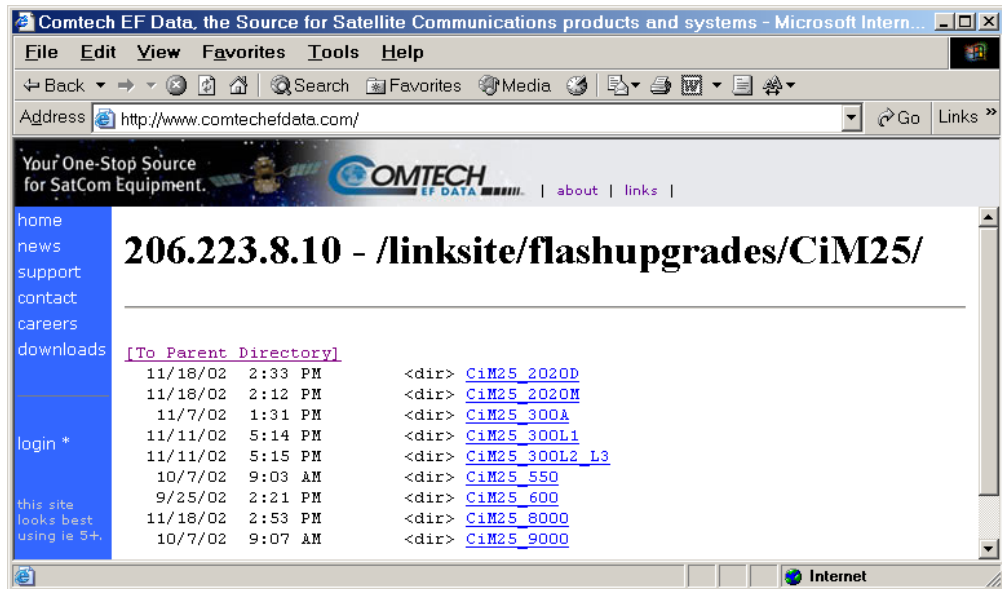 Comtech EF Data, the Source for Satellite Communications products and systems - Microsoft Intern...
File Edit View Favorites Tools Help
Back Search Favorites Media W
Address http://www.comtechefdata.com/ Go Links »
Your One-Stop Source
for SatCom Equipment.
COMTECH
EF DATA
| about | links |
home
news
support
contact
careers
downloads
login *
this site
looks best
using ie 5+.
206.223.8.10 - /linksite/flashupgrades/CiM25/
[To Parent Directory]
11/18/02 2:33 PM <dir> CiM25_2020D
11/18/02 2:12 PM <dir> CiM25_2020M
11/7/02 1:31 PM <dir> CiM25_300A
11/11/02 5:14 PM <dir> CiM25_300L1
11/11/02 5:15 PM <dir> CiM25_300L2_L3
10/7/02 9:03 AM <dir> CiM25_550
9/25/02 2:21 PM <dir> CiM25_600
11/18/02 2:53 PM <dir> CiM25_8000
10/7/02 9:07 AM <dir> CiM25_9000
Internet